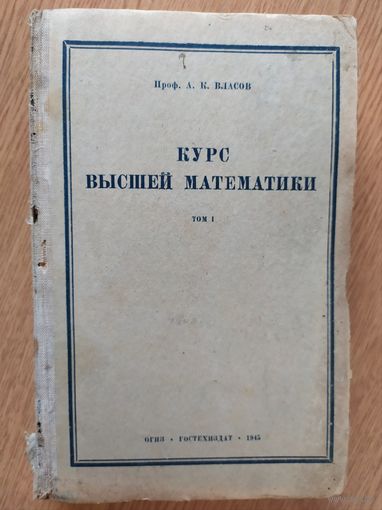 Проф. А. К. ВЛАСОВ
КУРС
ВЫСШЕЙ МАТЕМАТИКИ
ТОМ I
ОГИЗ • ГОСТЕХИЗДАТ • 1945